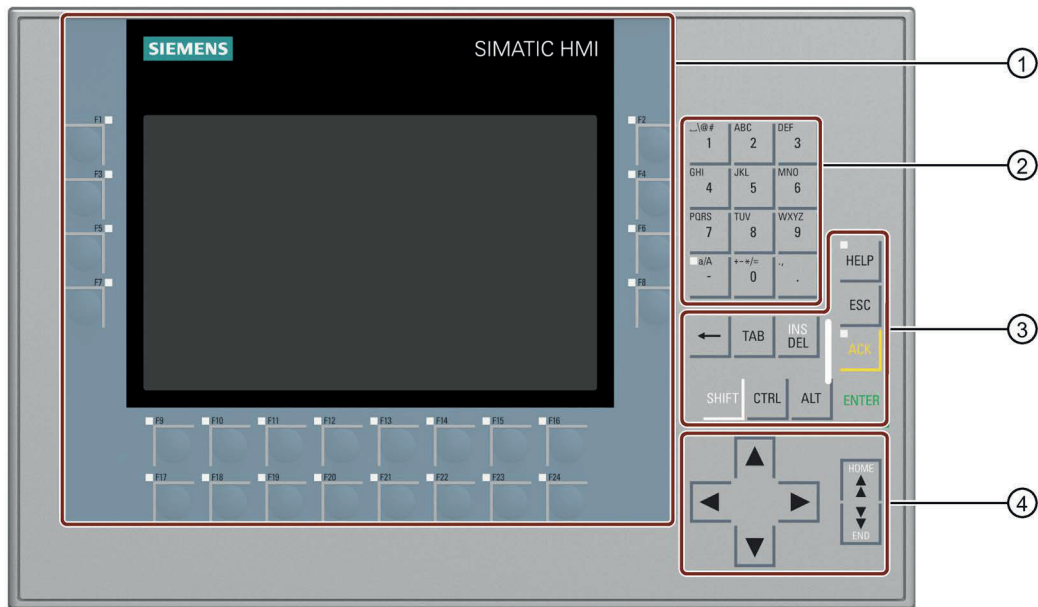 SIEMENS
SIMATIC HMI
1
F1
F2
_\@#
ABC
DEF
1
2
3
F3
F4
GHI
JKL
MNO
2
4
5
6
F5
F6
PQRS
TUV
WXYZ
7
8
9
F7
F8
a/A
+-*/=
.,
-
0
.
HELP
ESC
←
TAB
INS
DEL
ACK
3
SHIFT
CTRL
ALT
ENTER
F9
F10
F11
F12
F13
F14
F15
F16
F17
F18
F19
F20
F21
F22
F23
F24
HOME
END
4